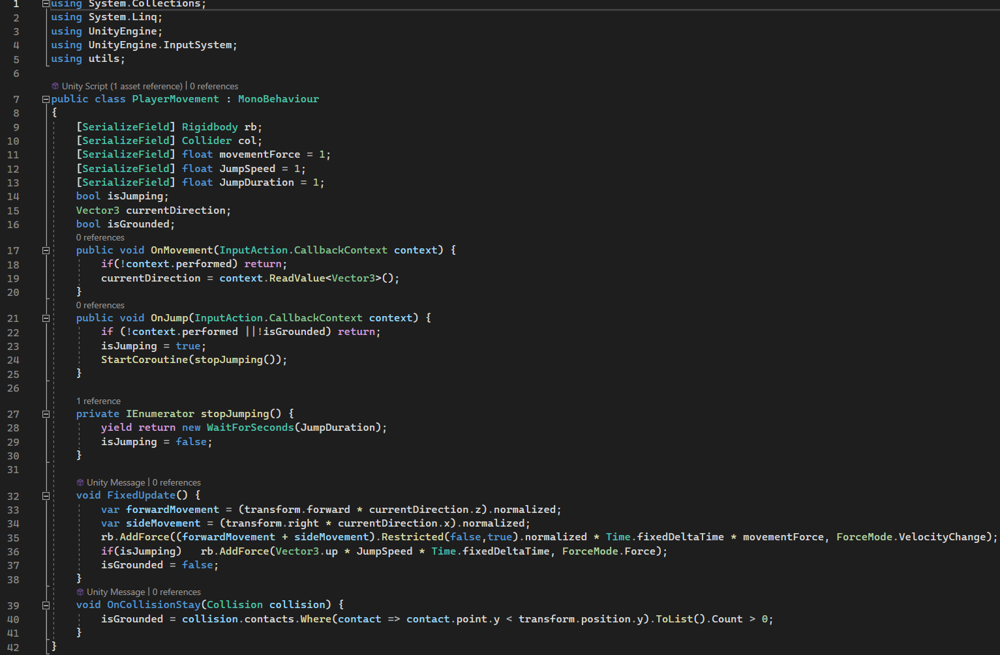 1 using System.Collections;
2 using System.Linq;
3 using UnityEngine;
4 using UnityEngine.InputSystem;
5 using utils;
6
Unity Script (1 asset reference) | 0 references
7 public class PlayerMovement : MonoBehaviour
8 {
9 [SerializeField] Rigidbody rb;
10 [SerializeField] Collider col;
11 [SerializeField] float movementForce = 1;
12 [SerializeField] float JumpSpeed = 1;
13 [SerializeField] float JumpDuration = 1;
14 bool isJumping;
15 Vector3 currentDirection;
16 bool isGrounded;
0 references
17 public void OnMovement(InputAction.CallbackContext context) {
18 if(!context.performed) return;
19 currentDirection = context.ReadValue<Vector3>();
20 }
0 references
21 public void OnJump(InputAction.CallbackContext context) {
22 if (!context.performed ||!isGrounded) return;
23 isJumping = true;
24 StartCoroutine(stopJumping());
25 }
26
1 reference
27 private IEnumerator stopJumping() {
28 yield return new WaitForSeconds(JumpDuration);
29 isJumping = false;
30 }
31
Unity Message | 0 references
32 void FixedUpdate() {
33 var forwardMovement = (transform.forward * currentDirection.z).normalized;
34 var sideMovement = (transform.right * currentDirection.x).normalized;
35 rb.AddForce((forwardMovement + sideMovement).Restricted(false,true).normalized * Time.fixedDeltaTime * movementForce, ForceMode.VelocityChange);
36 if(isJumping) rb.AddForce(Vector3.up * JumpSpeed * Time.fixedDeltaTime, ForceMode.Force);
37 isGrounded = false;
38 }
Unity Message | 0 references
39 void OnCollisionStay(Collision collision) {
40 isGrounded = collision.contacts.Where(contact => contact.point.y < transform.position.y).ToList().Count > 0;
41 }
42 }